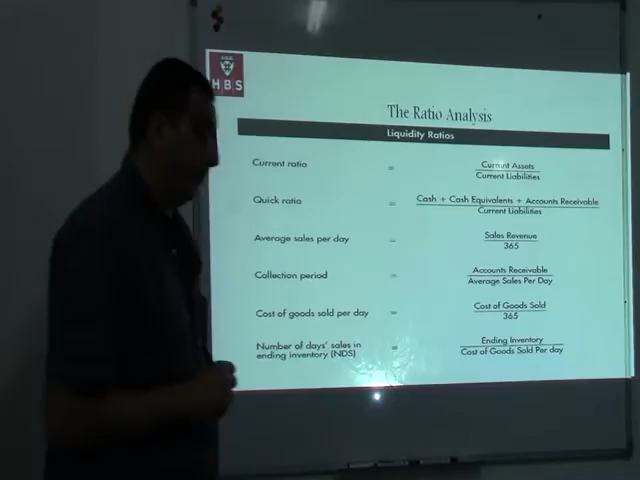 HBS
The Ratio Analysis
Liquidity Ratios
Current ratio = Current Assets
Current Liabilities
Quick ratio = Cash + Cash Equivalents + Accounts Receivable
Current Liabilities
Average sales per day = Sales Revenue
365
Collection period = Accounts Receivable
Average Sales Per Day
Cost of goods sold per day = Cost of Goods Sold
365
Number of days' sales in
ending inventory (NDS) = Ending Inventory
Cost of Goods Sold Per day